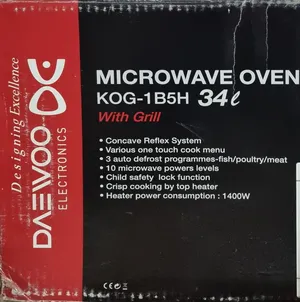 Designing Excellence
DAEWOO
ELECTRONICS
MICROWAVE OVEN
KOG-1B5H 34ℓ
With Grill
• Concave Reflex System
• Various one touch cook menu
• 3 auto defrost programmes-fish/poultry/meat
• 10 microwave powers levels
• Child safety lock function
• Crisp cooking by top heater
• Heater power consumption : 1400W
CE